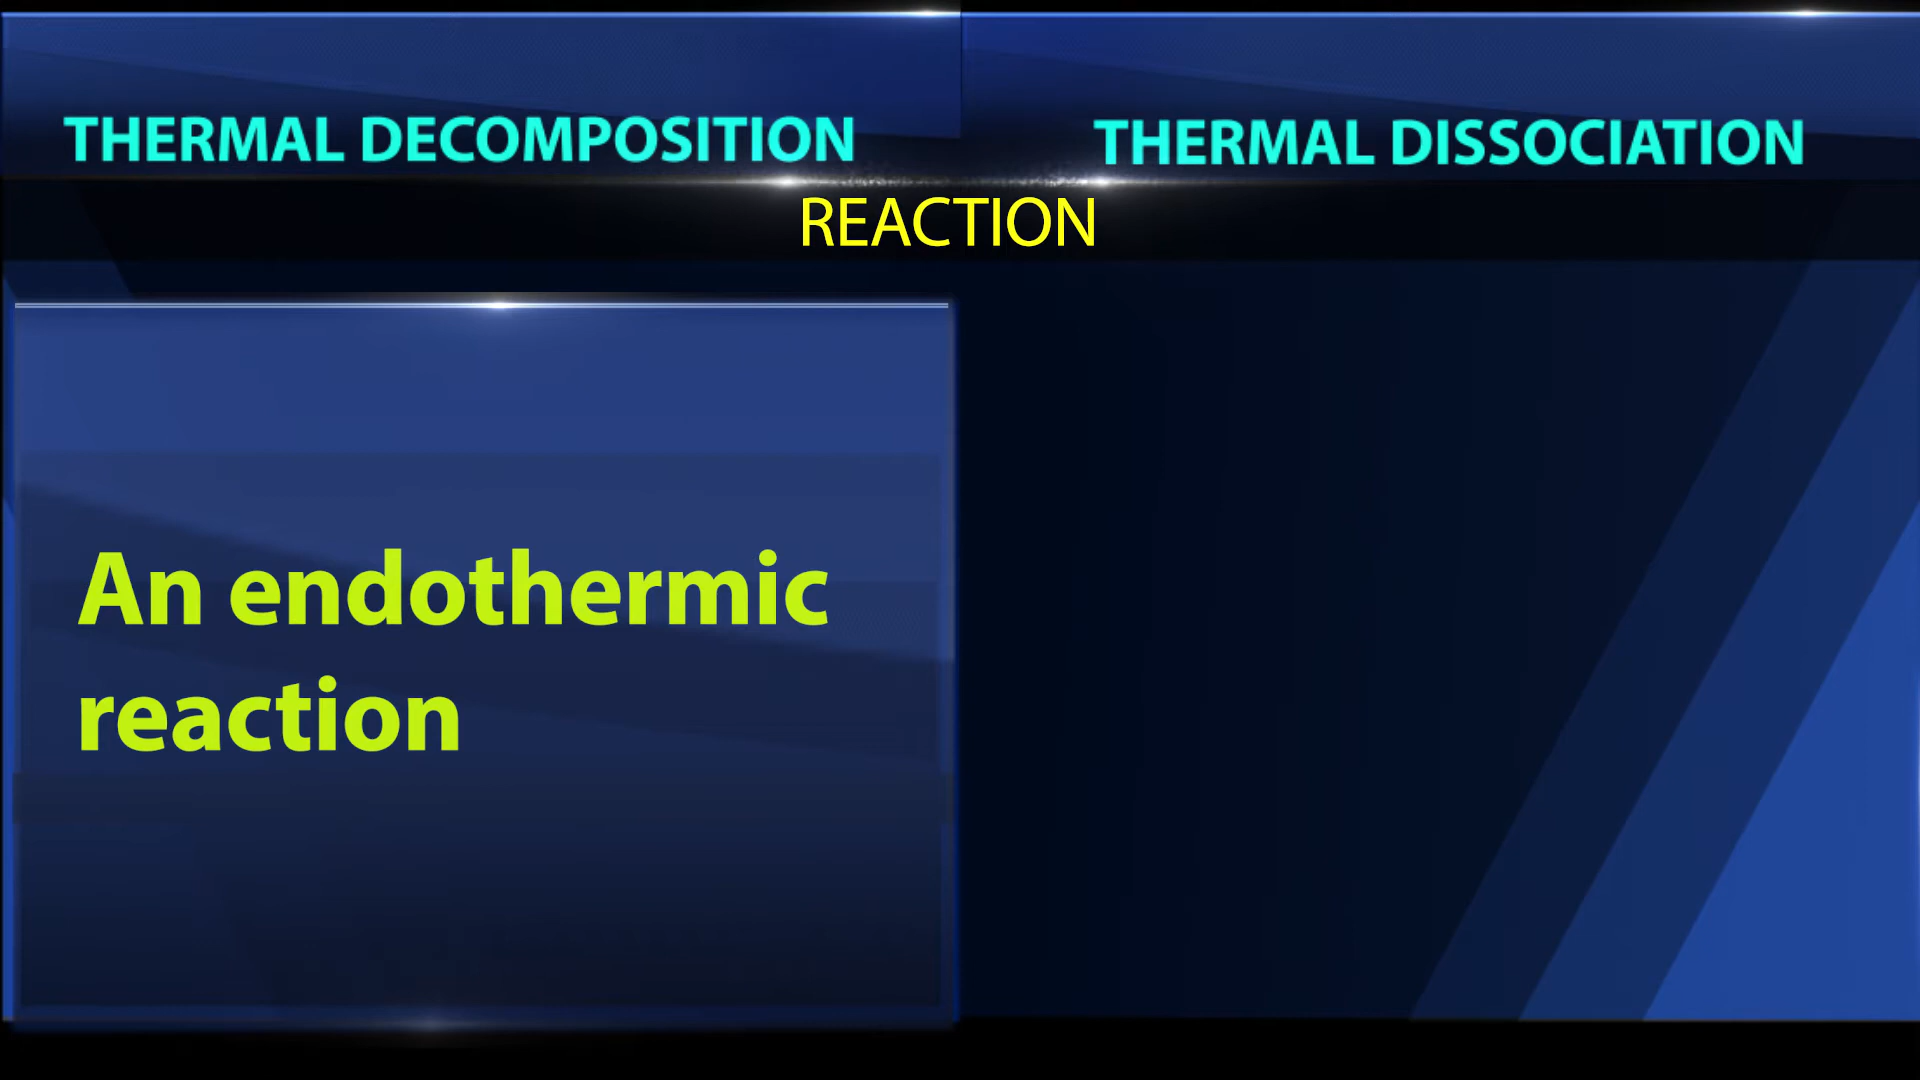 THERMAL DECOMPOSITION
THERMAL DISSOCIATION
REACTION
An endothermic
reaction